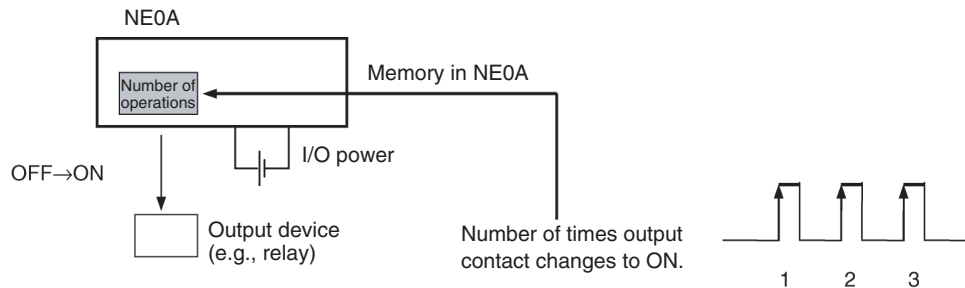 NE0A
Number of
operations
Memory in NE0A
I/O power
OFF→ON
Output device
(e.g., relay)
Number of times output
contact changes to ON.
1 2 3